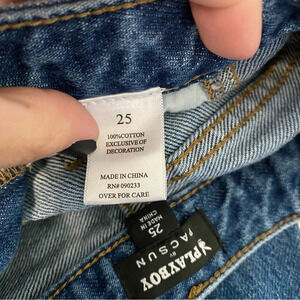 25
100%COTTON
EXCLUSIVE OF
DECORATION
MADE IN CHINA
RN# 090233
OVER FOR CARE
PLAYBOY
BY
PACSUN
25
MADE IN
CHINA